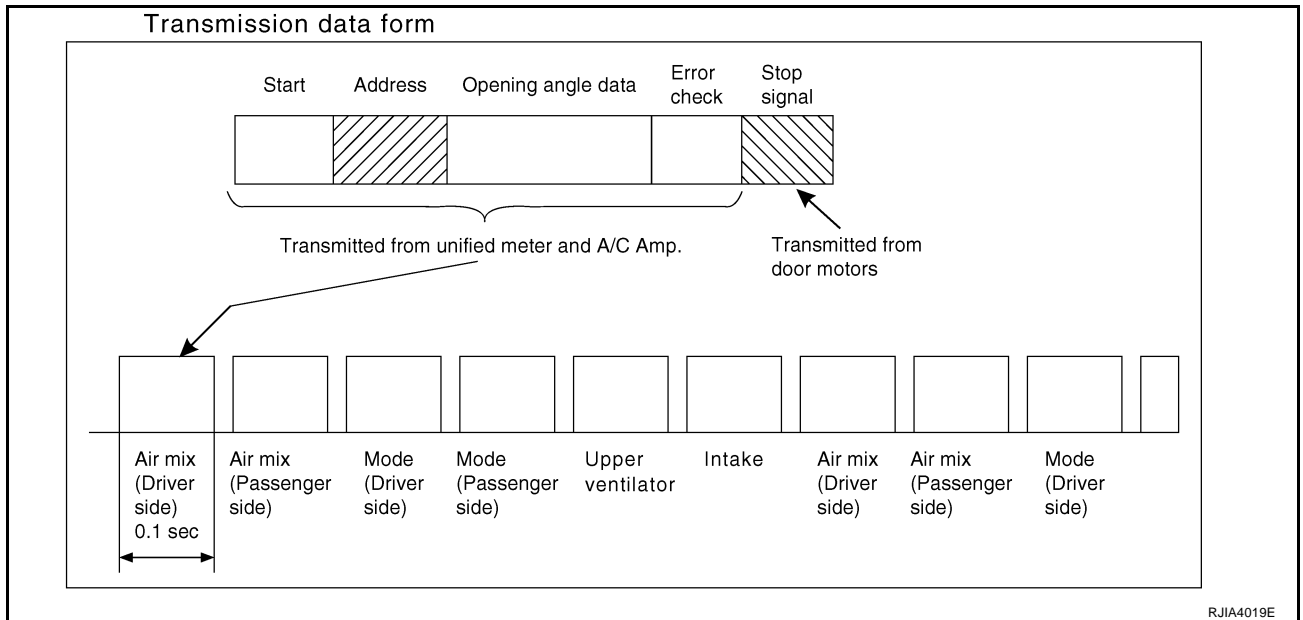 Transmission data form
Start
Address
Opening angle data
Error
check
Stop
signal
Transmitted from unified meter and A/C Amp.
Transmitted from
door motors
Air mix
(Driver
side)
0.1 sec
Air mix
(Passenger
side)
Mode
(Driver
side)
Mode
(Passenger
side)
Upper
ventilator
Intake
Air mix
(Driver
side)
Air mix
(Passenger
side)
Mode
(Driver
side)
RJIA4019E